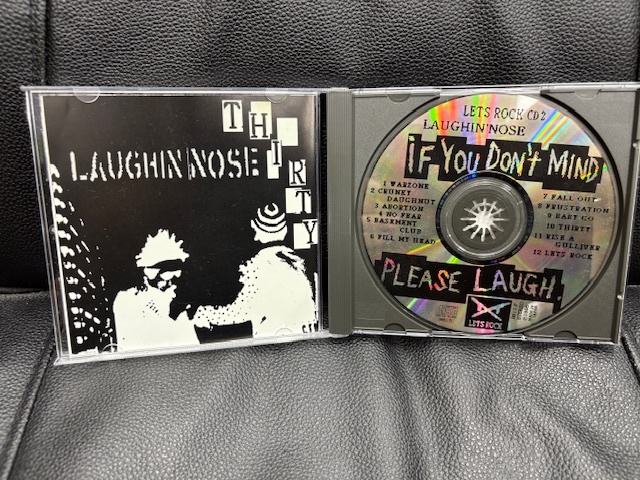 THIRTY
LAUGHIN'NOSE
LETS ROCK CD2
LAUGHIN'NOSE
iF YOU DON'T MIND
1 WARZONE
2 CRUNKY
DAUGHNUT
3 ABORTION
4 NO FEAR
5 BASEMENT
CLUB
6 FILL MY HEAD
7 FALL OUT
8 FRUSTRATION
9 BABY GO
10 THIRTY
11 RISE A
GULLIVER
12 LETS ROCK
PLEASE LAUGH.
LETS ROCK